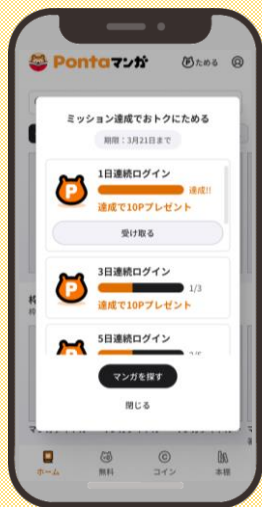 Pontaマンガ
ためる
ミッション達成でおトクにためる
期限：3月21日まで
1日連続ログイン
達成!!
達成で10Pプレゼント
受け取る
3日連続ログイン
1/3
達成で10Pプレゼント
5日連続ログイン
マンガを探す
閉じる
ホーム
無料
コイン
本棚